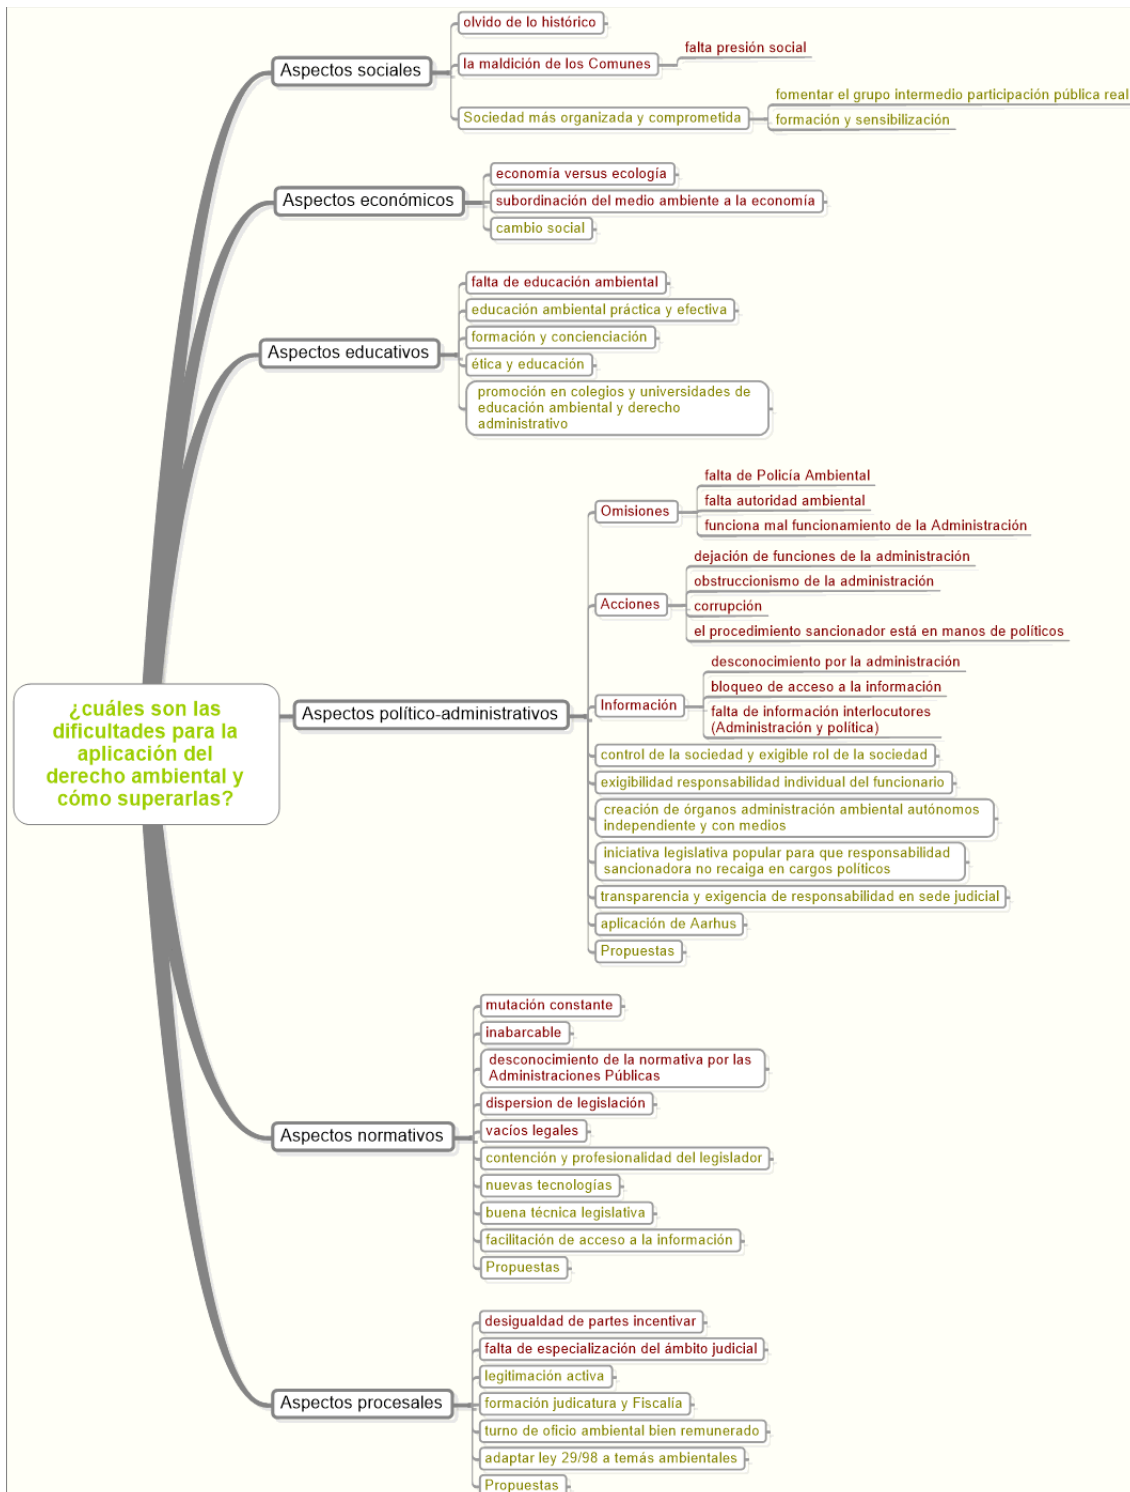 olvido de lo histórico
Aspectos sociales
la maldición de los Comunes
falta presión social
Sociedad más organizada y comprometida
fomentar el grupo intermedio participación pública real
formación y sensibilización
Aspectos económicos
economía versus ecología
subordinación del medio ambiente a la economía
cambio social
Aspectos educativos
falta de educación ambiental
educación ambiental práctica y efectiva
formación y concienciación
ética y educación
promoción en colegios y universidades de
educación ambiental y derecho
administrativo
¿cuáles son las
dificultades para la
aplicación del
derecho ambiental y
cómo superarlas?
Aspectos político-administrativos
Omisiones
falta de Policía Ambiental
falta autoridad ambiental
funciona mal funcionamiento de la Administración
Acciones
dejación de funciones de la administración
obstruccionismo de la administración
corrupción
el procedimiento sancionador está en manos de políticos
Información
desconocimiento por la administración
bloqueo de acceso a la información
falta de información interlocutores
(Administración y política)
control de la sociedad y exigible rol de la sociedad
exigibilidad responsabilidad individual del funcionario
creación de órganos administración ambiental autónomos
independiente y con medios
iniciativa legislativa popular para que responsabilidad
sancionadora no recaiga en cargos políticos
transparencia y exigencia de responsabilidad en sede judicial
aplicación de Aarhus
Propuestas
Aspectos normativos
mutación constante
inabarcable
desconocimiento de la normativa por las
Administraciones Públicas
dispersion de legislación
vacíos legales
contención y profesionalidad del legislador
nuevas tecnologías
buena técnica legislativa
facilitación de acceso a la información
Propuestas
Aspectos procesales
desigualdad de partes incentivar
falta de especialización del ámbito judicial
legitimación activa
formación judicatura y Fiscalía
turno de oficio ambiental bien remunerado
adaptar ley 29/98 a temás ambientales
Propuestas